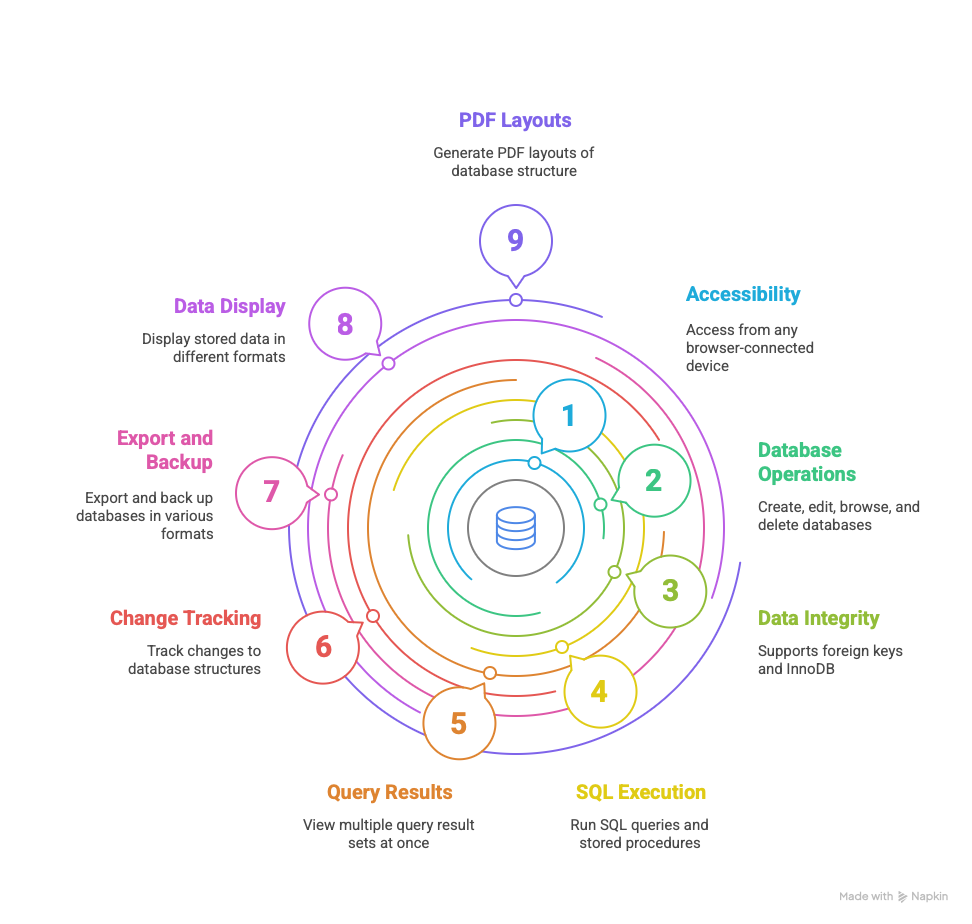 PDF Layouts
Generate PDF layouts of
database structure
9
Data Display
Display stored data in
different formats
8
Accessibility
Access from any
browser-connected
device
1
Export and
Backup
Export and back up
databases in various
formats
7
Database
Operations
Create, edit, browse, and
delete databases
2
Change Tracking
Track changes to
database structures
6
Data Integrity
Supports foreign keys
and InnoDB
3
5
4
Query Results
View multiple query result
sets at once
SQL Execution
Run SQL queries and
stored procedures
Made with Napkin